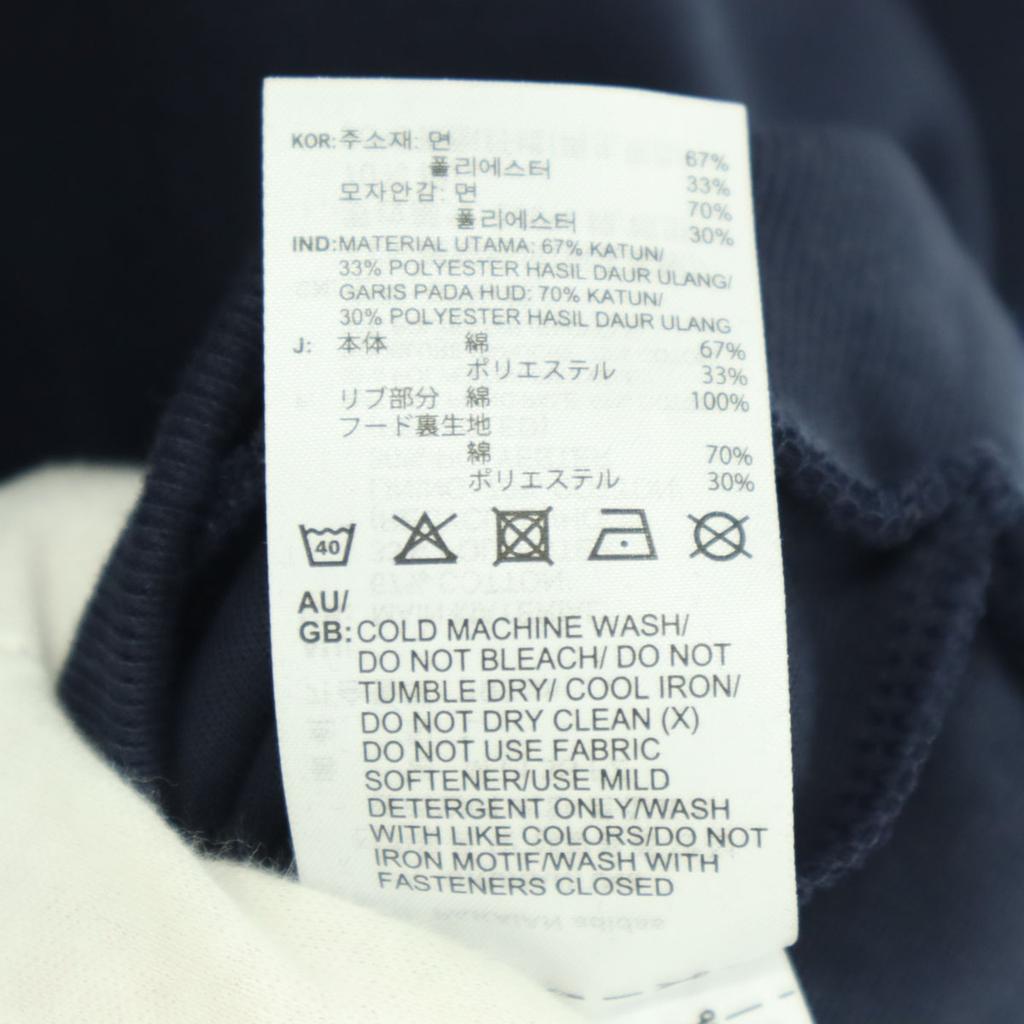 KOR: 주소재: 면 67%
폴리에스터 33%
모자안감: 면 70%
폴리에스터 30%
IND: MATERIAL UTAMA: 67% KATUN/
33% POLYESTER HASIL DAUR ULANG/
GARIS PADA HUD: 70% KATUN/
30% POLYESTER HASIL DAUR ULANG
J: 本体 綿 67%
ポリエステル 33%
リブ部分 綿 100%
フード裏生地
綿 70%
ポリエステル 30%
40
AU/
GB: COLD MACHINE WASH/
DO NOT BLEACH/ DO NOT
TUMBLE DRY/ COOL IRON/
DO NOT DRY CLEAN (X)
DO NOT USE FABRIC
SOFTENER/USE MILD
DETERGENT ONLY/WASH
WITH LIKE COLORS/DO NOT
IRON MOTIF/WASH WITH
FASTENERS CLOSED